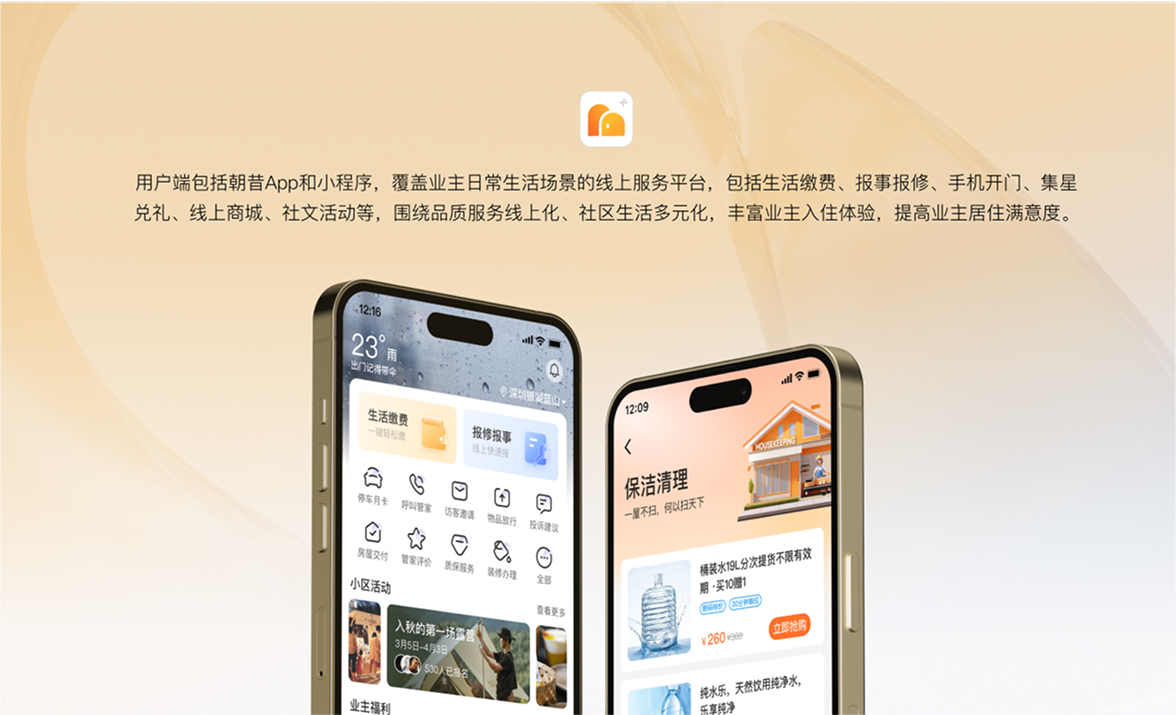 用户端包括朝昔App和小程序，覆盖业主日常生活场景的线上服务平台，包括生活缴费、报事报修、手机开门、集星
兑礼、线上商城、社文活动等，围绕品质服务线上化、社区生活多元化，丰富业主入住体验，提高业主居住满意度。
12:16
23°雨
出门记得带伞
深圳银湖蓝山
生活缴费
一键轻松缴
报修报事
线上快速报
停车月卡
呼叫管家
访客邀请
物品放行
投诉建议
房屋交付
管家评价
质保服务
装修办理
全部
小区活动
查看更多
入秋的第一场露营
3月5日~4月3日
530人已报名
业主福利
12:09
HOUSEKEEPING
保洁清理
一屋不扫，何以扫天下
桶装水19L分次提货不限有效
期 · 买10赠1
¥260 ¥300
立即抢购
纯水乐，天然饮用纯净水，
乐享纯净